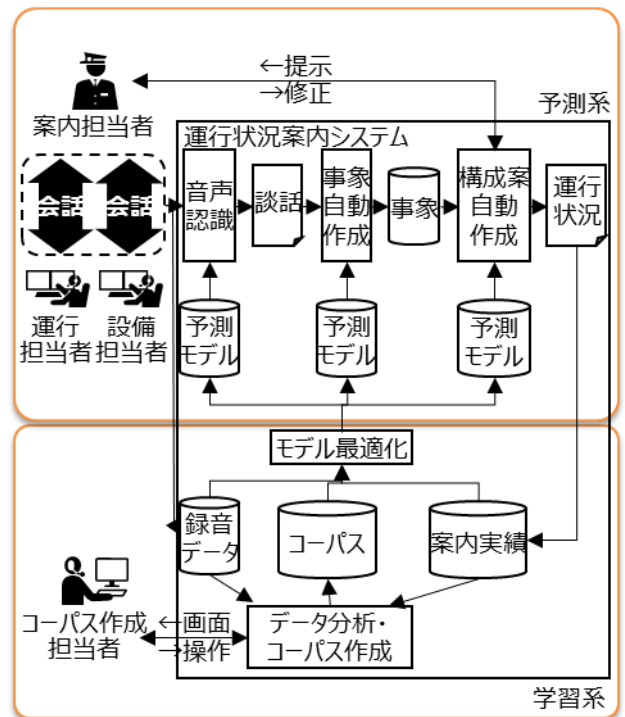 ←提示
→修正
案内担当者
予測系
運行状況案内システム
会話
会話
音声
認識
談話
事象
自動
作成
事象
構成案
自動
作成
運行
状況
運行
担当者
設備
担当者
予測
モデル
予測
モデル
予測
モデル
モデル最適化
録音
データ
コーパス
案内実績
コーパス作成
担当者
←画面
→操作
データ分析・
コーパス作成
学習系